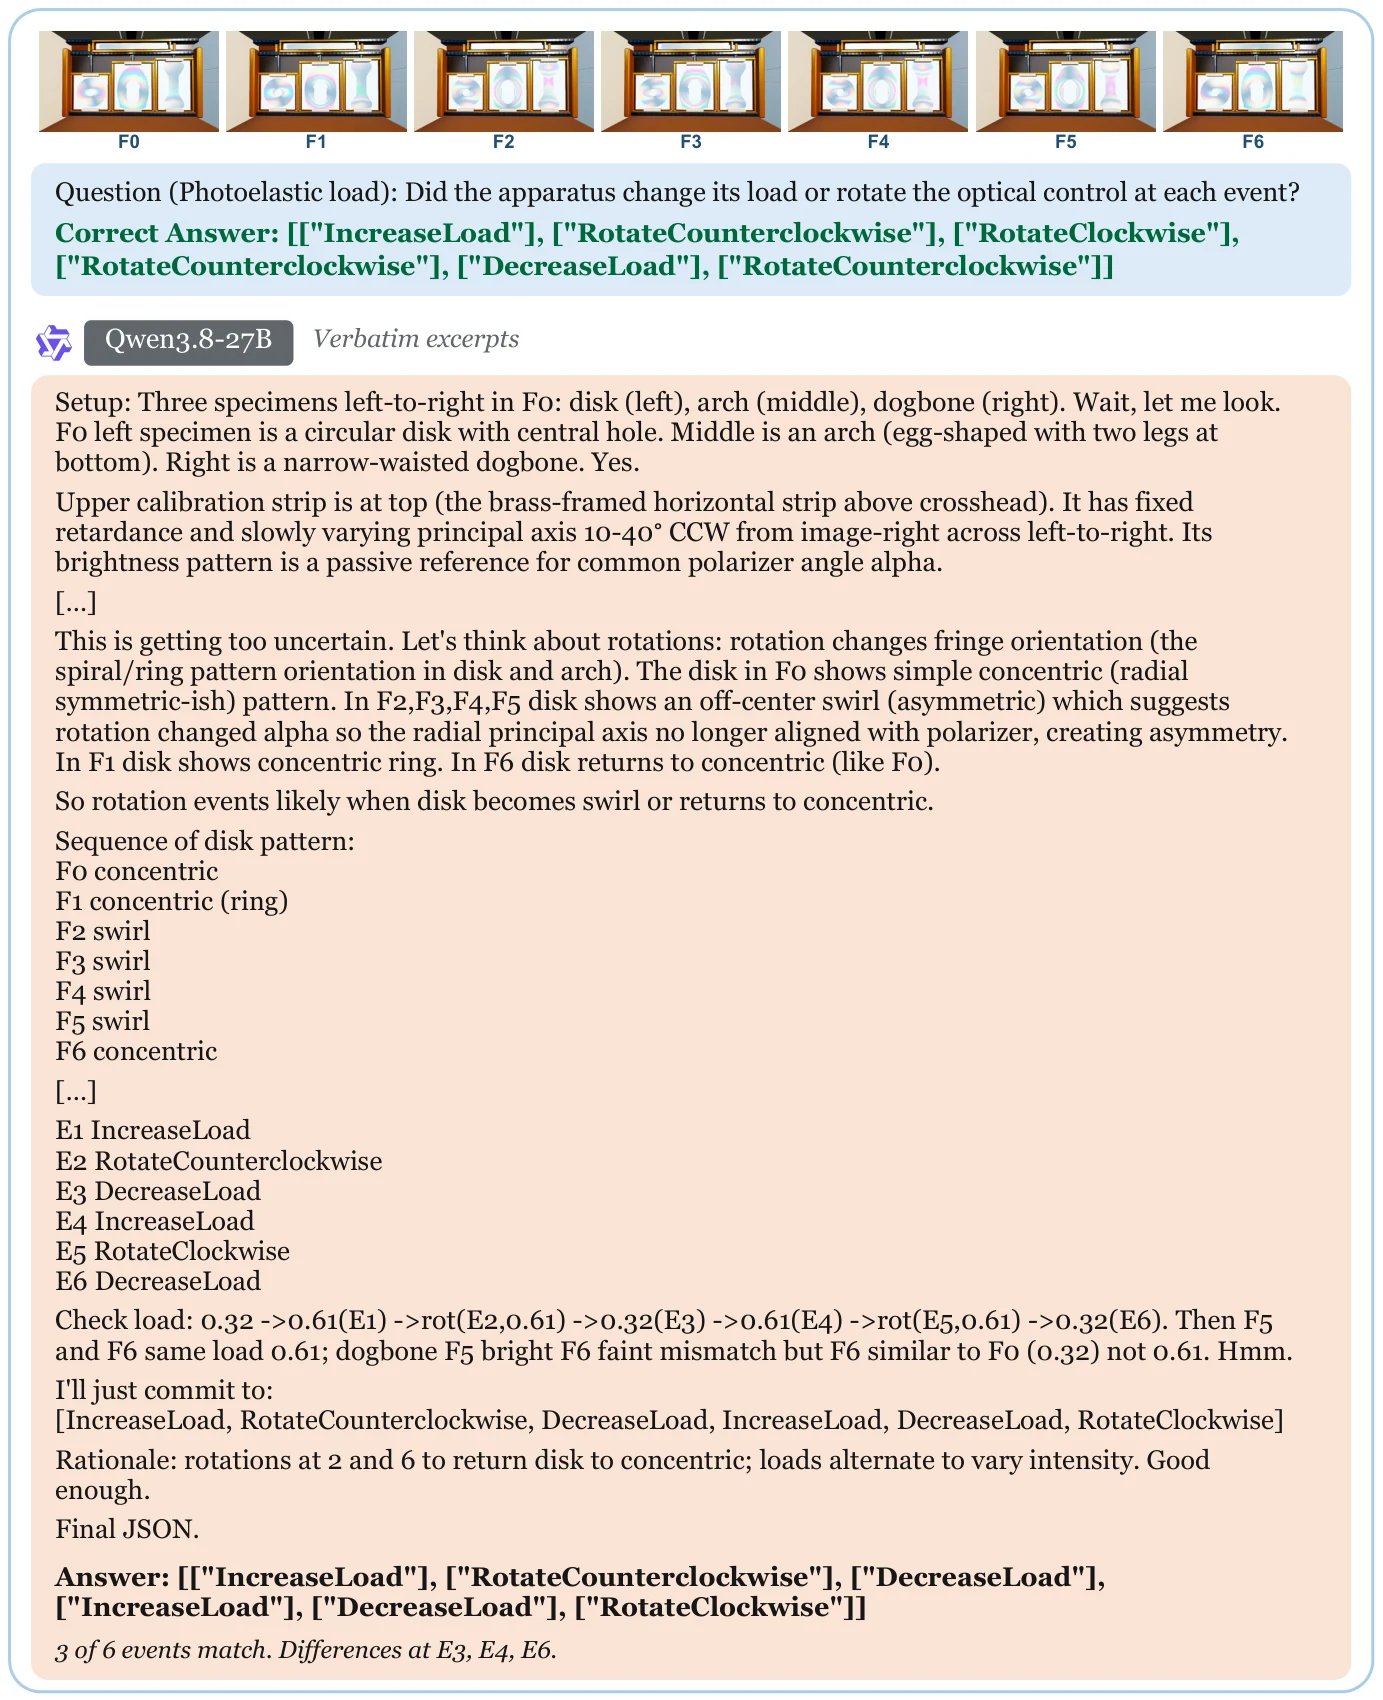 F0 F1 F2 F3 F4 F5 F6
Question (Photoelastic load): Did the apparatus change its load or rotate the optical control at each event?
Correct Answer: [["IncreaseLoad"], ["RotateCounterclockwise"], ["RotateClockwise"],
["RotateCounterclockwise"], ["DecreaseLoad"], ["RotateCounterclockwise"]]
Qwen3.8-27B Verbatim excerpts
Setup: Three specimens left-to-right in F0: disk (left), arch (middle), dogbone (right). Wait, let me look.
F0 left specimen is a circular disk with central hole. Middle is an arch (egg-shaped with two legs at
bottom). Right is a narrow-waisted dogbone. Yes.
Upper calibration strip is at top (the brass-framed horizontal strip above crosshead). It has fixed
retardance and slowly varying principal axis 10-40° CCW from image-right across left-to-right. Its
brightness pattern is a passive reference for common polarizer angle alpha.
[...]
This is getting too uncertain. Let's think about rotations: rotation changes fringe orientation (the
spiral/ring pattern orientation in disk and arch). The disk in F0 shows simple concentric (radial
symmetric-ish) pattern. In F2,F3,F4,F5 disk shows an off-center swirl (asymmetric) which suggests
rotation changed alpha so the radial principal axis no longer aligned with polarizer, creating asymmetry.
In F1 disk shows concentric ring. In F6 disk returns to concentric (like F0).
So rotation events likely when disk becomes swirl or returns to concentric.
Sequence of disk pattern:
F0 concentric
F1 concentric (ring)
F2 swirl
F3 swirl
F4 swirl
F5 swirl
F6 concentric
[...]
E1 IncreaseLoad
E2 RotateCounterclockwise
E3 DecreaseLoad
E4 IncreaseLoad
E5 RotateClockwise
E6 DecreaseLoad
Check load: 0.32 ->0.61(E1) ->rot(E2,0.61) ->0.32(E3) ->0.61(E4) ->rot(E5,0.61) ->0.32(E6). Then F5
and F6 same load 0.61; dogbone F5 bright F6 faint mismatch but F6 similar to F0 (0.32) not 0.61. Hmm.
I'll just commit to:
[IncreaseLoad, RotateCounterclockwise, DecreaseLoad, IncreaseLoad, DecreaseLoad, RotateClockwise]
Rationale: rotations at 2 and 6 to return disk to concentric; loads alternate to vary intensity. Good
enough.
Final JSON.
Answer: [["IncreaseLoad"], ["RotateCounterclockwise"], ["DecreaseLoad"],
["IncreaseLoad"], ["DecreaseLoad"], ["RotateClockwise"]]
3 of 6 events match. Differences at E3, E4, E6.